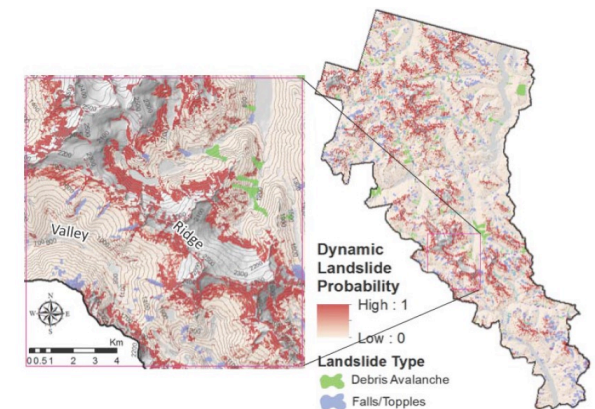 Valley
Ridge
N
W
E
S
Km
0 0.5 1 2 3 4
Dynamic
Landslide
Probability
High : 1
Low : 0
Landslide Type
Debris Avalanche
Falls/Topples